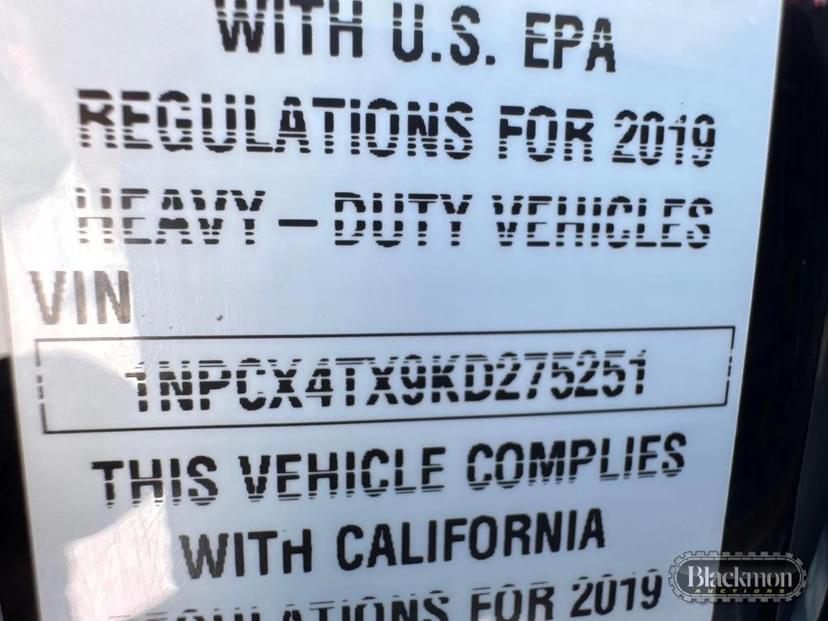 WITH U.S. EPA
REGULATIONS FOR 2019
HEAVY – DUTY VEHICLES
VIN
1NPCX4TX9KD275251
THIS VEHICLE COMPLIES
WITH CALIFORNIA
REGULATIONS FOR 2019
Blackmon
AUCTIONS